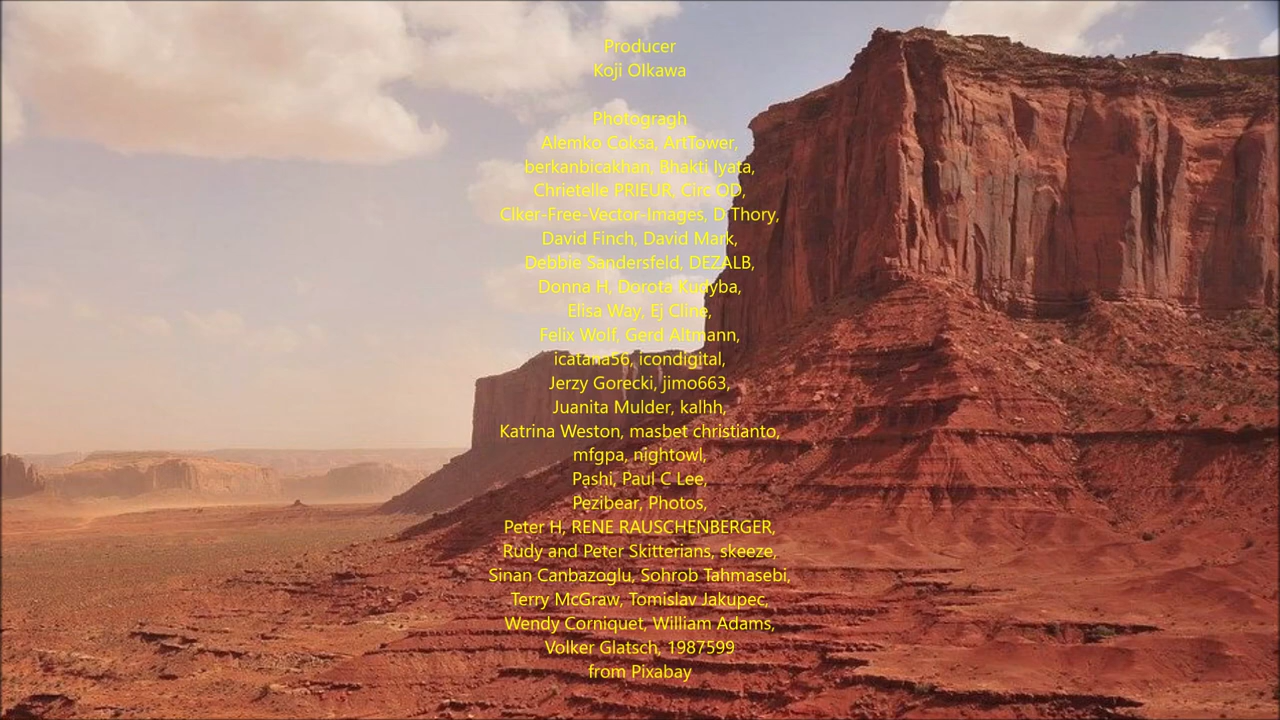 Producer
Koji OIkawa
Photogragh
Alemko Coksa, ArtTower,
berkanbicakhan, Bhakti Iyata,
Chrietelle PRIEUR, Circ OD,
Clker-Free-Vector-Images, D Thory,
David Finch, David Mark,
Debbie Sandersfeld, DEZALB,
Donna H, Dorota Kudyba,
Elisa Way, Ej Cline,
Felix Wolf, Gerd Altmann,
icatana56, icondigital,
Jerzy Gorecki, jimo663,
Juanita Mulder, kalhh,
Katrina Weston, masbet christianto,
mfgpa, nightowl,
Pashi, Paul C Lee,
Pezibear, Photos,
Peter H, RENE RAUSCHENBERGER,
Rudy and Peter Skitterians, skeeze,
Sinan Canbazoglu, Sohrob Tahmasebi,
Terry McGraw, Tomislav Jakupec,
Wendy Corniquet, William Adams,
Volker Glatsch, 1987599
from Pixabay